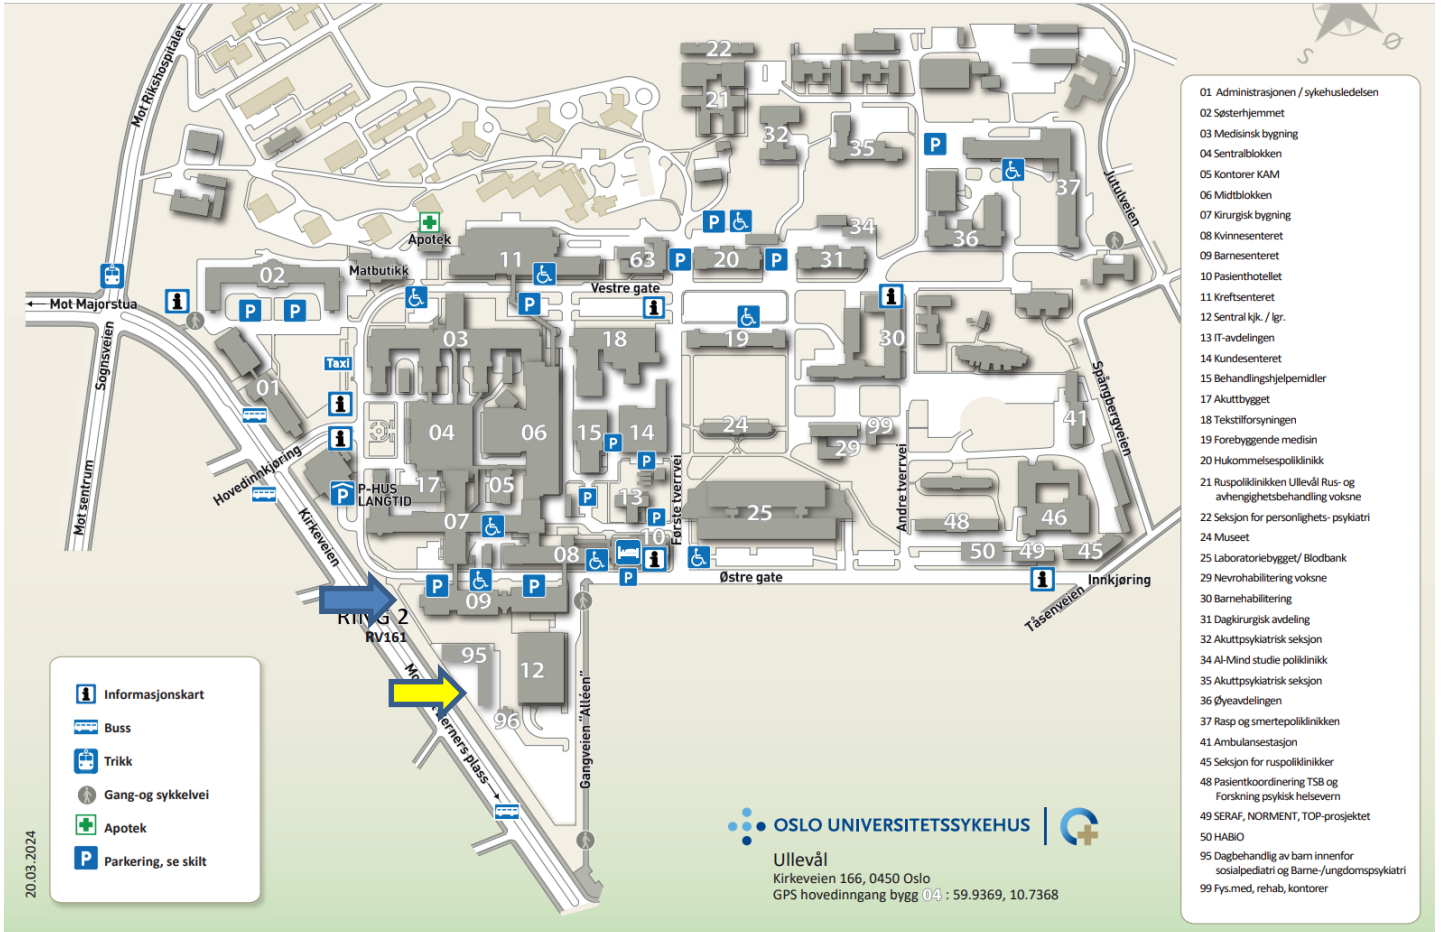 22
21
32
35
37
36
34
63
20
31
11
02
03
18
19
30
01
04
06
15
14
24
99
29
41
17
05
13
07
25
48
46
10
08
50
49
45
09
95
12
96
S
Ø
Mot Rikshospitalet
Apotek
Matbutikk
Vestre gate
Mot Majorstua
Sognsveien
Mot sentrum
Taxi
Hovedinnkjøring
P-HUS
LANGTID
Kirkeveien
RING 2
RV161
Gangveien "Alléen"
Første tverrvei
Andre tverrvei
Østre gate
Innkjøring
Tåsenveien
Spångbergveien
Jutulveien
Informasjonskart
Buss
Trikk
Gang-og sykkelvei
Apotek
P
Parkering, se skilt
20.03.2024
OSLO UNIVERSITETSSYKEHUS
Ullevål
Kirkeveien 166, 0450 Oslo
GPS hovedinngang bygg 04 : 59.9369, 10.7368
01 Administrasjonen / sykehusledelsen
02 Søsterhjemmet
03 Medisinsk bygning
04 Sentralblokken
05 Kontorer KAM
06 Midtblokken
07 Kirurgisk bygning
08 Kvinnesenteret
09 Barnesenteret
10 Pasienthotellet
11 Kreftsenteret
12 Sentral kjk. / lgr.
13 IT-avdelingen
14 Kundesenteret
15 Behandlingshjelpemidler
17 Akuttbygget
18 Tekstilforsyningen
19 Forebyggende medisin
20 Hukommelsespoliklinikk
21 Ruspoliklinikken Ullevål Rus- og
avhengighetsbehandling voksne
22 Seksjon for personlighets- psykiatri
24 Museet
25 Laboratoriebygget/ Blodbank
29 Nevrohabilitering voksne
30 Barnehabilitering
31 Dagkirurgisk avdeling
32 Akuttpsykiatrisk seksjon
34 Al-Mind studie poliklinikk
35 Akuttpsykiatrisk seksjon
36 Øyeavdelingen
37 Rasp og smertepoliklinikken
41 Ambulansestasjon
45 Seksjon for ruspoliklinikker
48 Pasientkoordinering TSB og
Forskning psykisk helsevern
49 SERAF, NORMENT, TOP-prosjektet
50 HABiO
95 Dagbehandlig av barn innenfor
sosialpediatri og Barne-/ungdomspsykiatri
99 Fys.med, rehab, kontorer